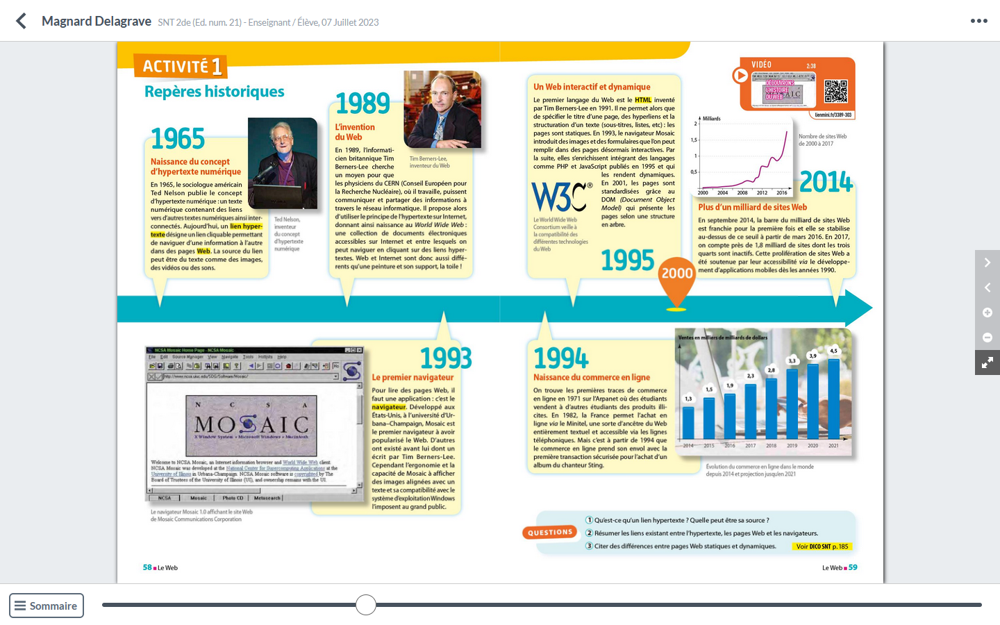 Magnard Delagrave SNT 2de (Ed. num. 21) - Enseignant / Élève, 07 Juillet 2023
ACTIVITÉ 1
Repères historiques
1965
Naissance du concept
d'hypertexte numérique
En 1965, le sociologue américain
Ted Nelson publie le concept
d'hypertexte numérique : un texte
numérique contenant des liens
vers d'autres textes numériques ainsi inter-
connectés. Aujourd'hui, un lien hyper-
texte désigne un lien cliquable permettant
de naviguer d'une information à l'autre
dans des pages Web. La source du lien
peut être du texte comme des images,
des vidéos ou des sons.
Ted Nelson,
inventeur
du concept
d'hypertexte
numérique
1989
L'invention
du Web
En 1989, l'informati-
cien britannique Tim
Berners-Lee cherche
un moyen pour que
les physiciens du CERN (Conseil Européen pour
la Recherche Nucléaire), où il travaille, puissent
communiquer et partager des informations à
travers le réseau informatique. Il propose alors
d'utiliser le principe de l'hypertexte sur Internet,
donnant ainsi naissance au World Wide Web :
une collection de documents électroniques
accessibles sur Internet et entre lesquels on
peut naviguer en cliquant sur des liens hyper-
textes. Web et Internet sont donc aussi diffé-
rents qu'une peinture et son support, la toile !
Tim Berners-Lee,
inventeur du Web
Un Web interactif et dynamique
Le premier langage du Web est le HTML inventé
par Tim Berners-Lee en 1991. Il ne permet alors que
de spécifier le titre d'une page, des hyperliens et la
structuration d'un texte (sous-titres, listes, etc) : les
pages sont statiques. En 1993, le navigateur Mosaic
introduit des images et des formulaires que l'on peut
remplir dans des pages désormais interactives. Par
la suite, elles s'enrichissent intégrant des langages
comme PHP et JavaScript publiés en 1995 et qui
les rendent dynamiques.
En 2001, les pages sont
standardisées grâce au
DOM (Document Object
Model) qui présente les
pages selon une structure
en arbre.
W3C®
Le World Wide Web
Consortium veille à
la compatibilité des
différentes technologies
du Web
1995
2000
VIDÉO 2:38
DÉCOUVRONS
L'HISTOIRE
DU WEB
lienmini.fr/3389-303
Milliards
2
1,5
1
0,5
2000 2004 2008 2012 2016
Nombre de sites Web
de 2000 à 2017
2014
Plus d'un milliard de sites Web
En septembre 2014, la barre du milliard de sites Web
est franchie pour la première fois et elle se stabilise
au-dessus de ce seuil à partir de mars 2016. En 2017,
on compte près de 1,8 milliard de sites dont les trois
quarts sont inactifs. Cette prolifération de sites Web a
été soutenue par leur accessibilité via le développe-
ment d'applications mobiles dès les années 1990.
NCSA Mosaic Home Page - NCSA Mosaic
File Edit Source Manager View Navigate Tools Hotlists Help
http://www.ncsa.uiuc.edu/SDG/Software/Mosaic/
N C S A
MOSAIC
X Window System • Microsoft Windows • Macintosh
Welcome to NCSA Mosaic, an Internet information browser and World Wide Web client.
NCSA Mosaic was developed at the National Center for Supercomputing Applications at the
University of Illinois in Urbana-Champaign. NCSA Mosaic software is copyrighted by The
Board of Trustees of the University of Illinois (UI), and ownership remains with the UI.
NCSA Mosaic Photo CD Metasearch
Le navigateur Mosaic 1.0 affichant le site Web
de Mosaic Communications Corporation
1993
Le premier navigateur
Pour lire des pages Web, il
faut une application : c'est le
navigateur. Développé aux
États-Unis, à l'université d'Ur-
bana–Champaign, Mosaic est
le premier navigateur à avoir
popularisé le Web. D'autres
ont existé avant lui dont un
écrit par Tim Berners-Lee.
Cependant l'ergonomie et la
capacité de Mosaic à afficher
des images alignées avec un
texte et sa compatibilité avec le
système d'exploitation Windows
l'imposent au grand public.
1994
Naissance du commerce en ligne
On trouve les premières traces de commerce
en ligne en 1971 sur l'Arpanet où des étudiants
vendent à d'autres étudiants des produits illi-
cites. En 1982, la France permet l'achat en
ligne via le Minitel, une sorte d'ancêtre du Web
entièrement textuel et accessible via les lignes
téléphoniques. Mais c'est à partir de 1994 que
le commerce en ligne prend son envol avec la
première transaction sécurisée pour l'achat d'un
album du chanteur Sting.
Ventes en milliers de milliards de dollars
1,3 1,5 1,9 2,3 2,8 3,3 3,9 4,5
2014 2015 2016 2017 2018 2019 2020 2021
Évolution du commerce en ligne dans le monde
depuis 2014 et projection jusqu'en 2021
QUESTIONS
1 Qu'est-ce qu'un lien hypertexte ? Quelle peut être sa source ?
2 Résumer les liens existant entre l'hypertexte, les pages Web et les navigateurs.
3 Citer des différences entre pages Web statiques et dynamiques.
Voir DICO SNT p. 185
58 Le Web
Le Web 59
Sommaire